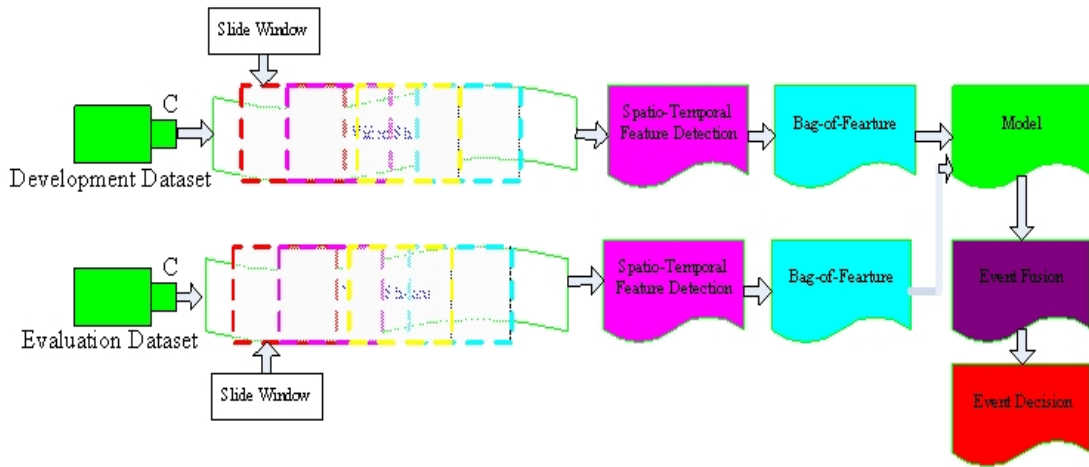 Slide Window
C
Development Dataset
Spatio-Temporal
Feature Detection
Bag-of-Fearture
Model
C
Evaluation Dataset
Spatio-Temporal
Feature Detection
Bag-of-Fearture
Event Fusion
Slide Window
Event Decision